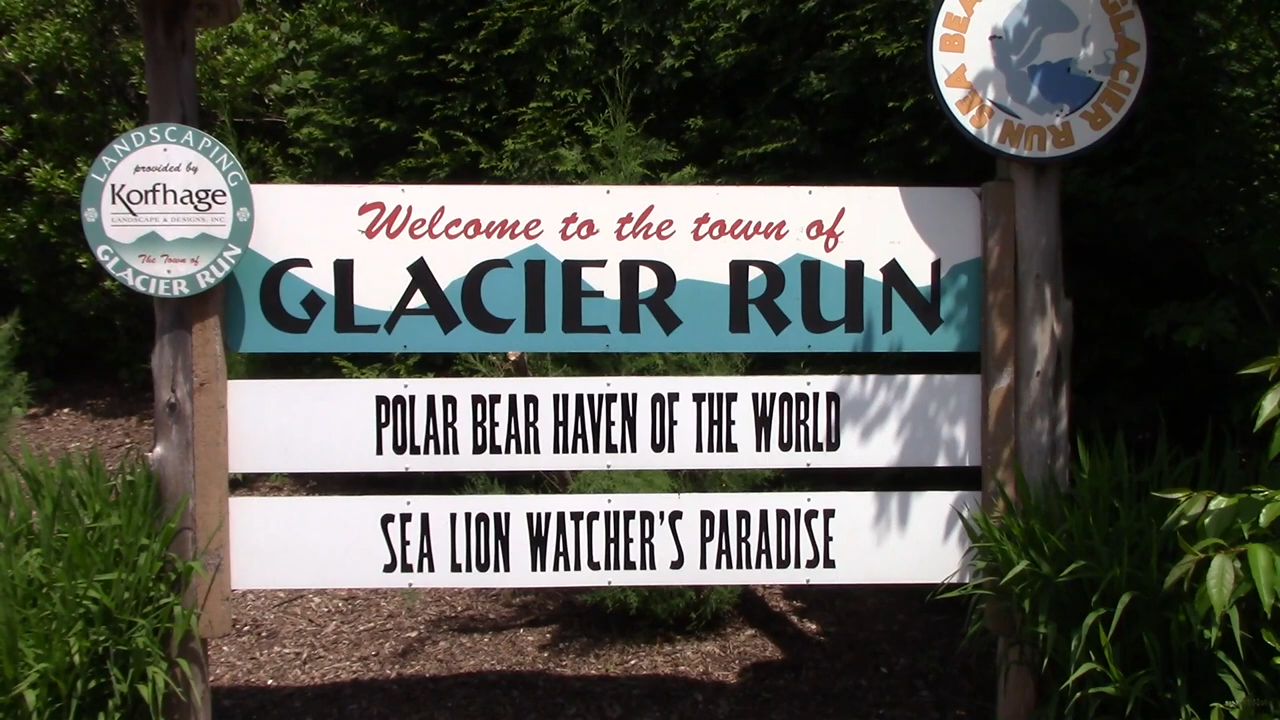 LANDSCAPING
provided by
Korfhage
LANDSCAPE & DESIGNS, INC.
The Town of
GLACIER RUN
GLACIER RUN SEA BEA
Welcome to the town of
GLACIER RUN
POLAR BEAR HAVEN OF THE WORLD
SEA LION WATCHER'S PARADISE